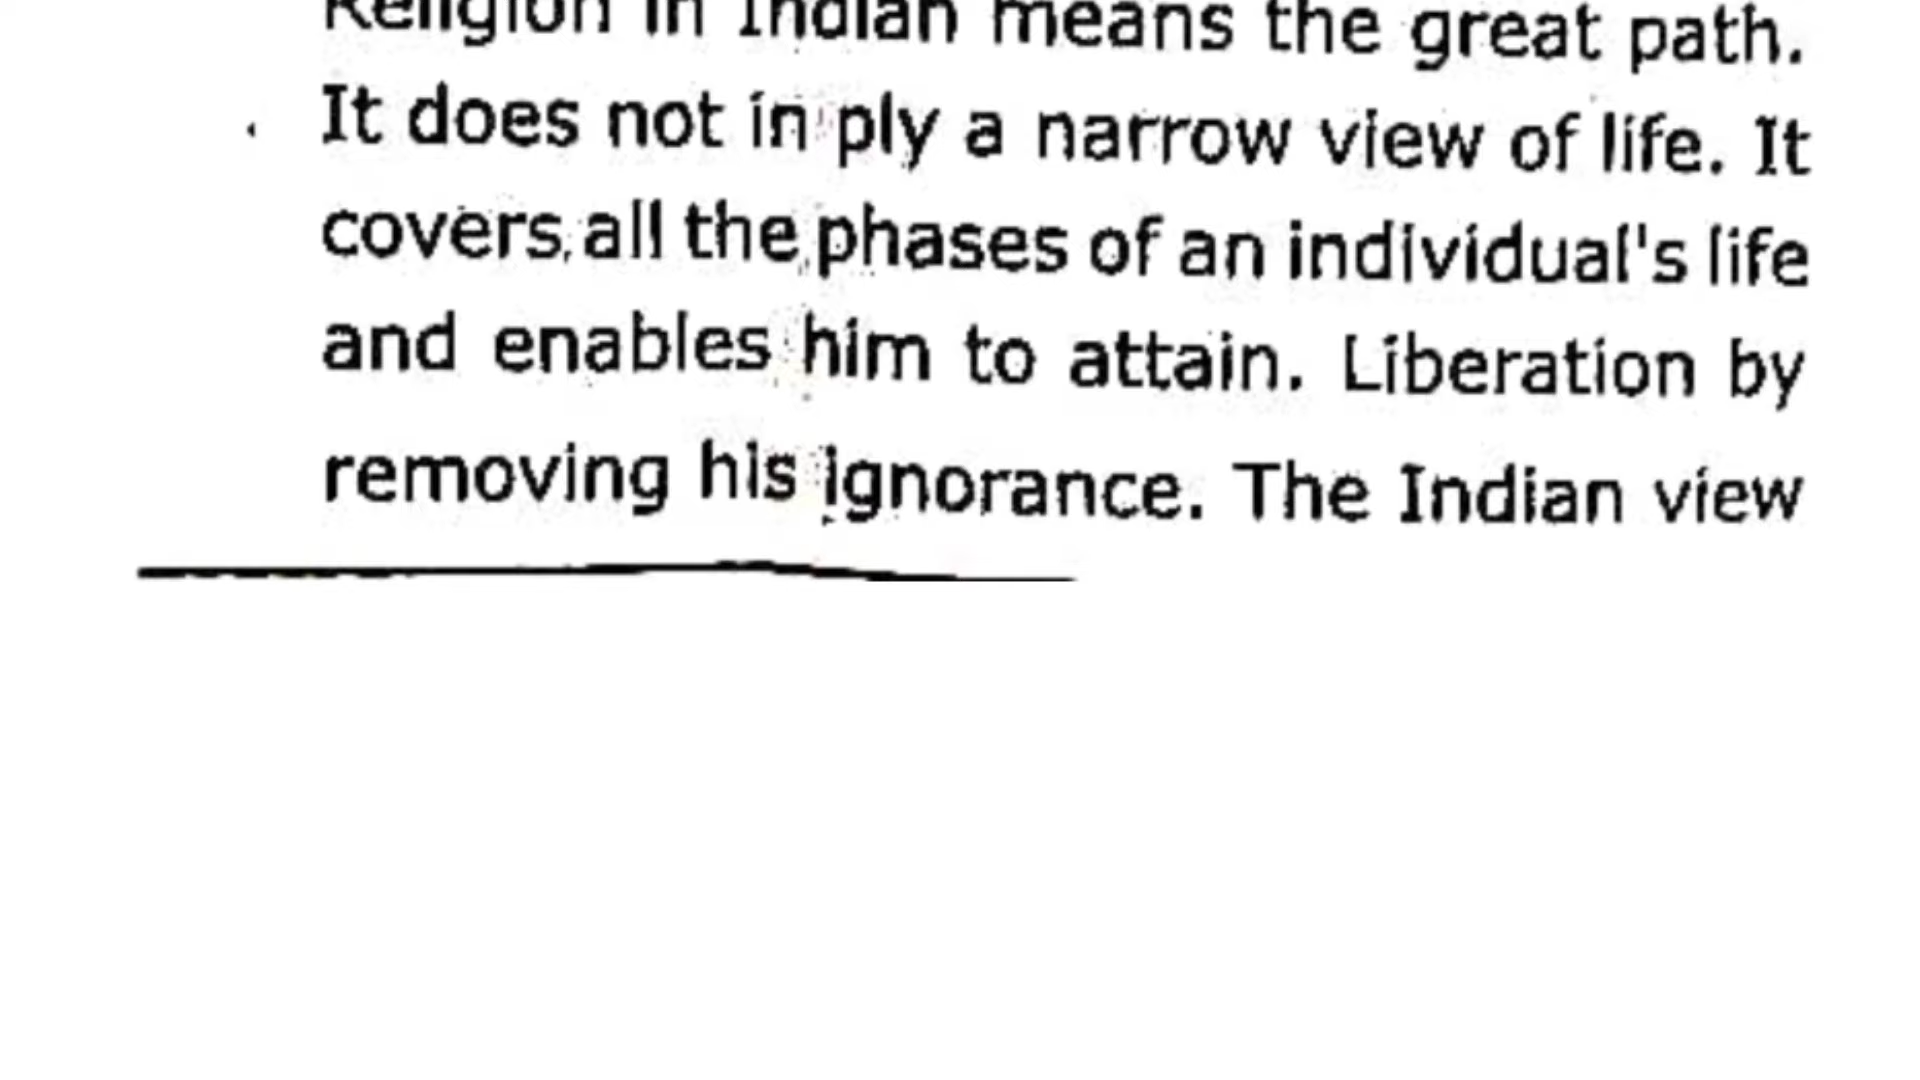 Religion in Indian means the great path.
It does not in ply a narrow view of life. It
covers all the phases of an individual's life
and enables him to attain. Liberation by
removing his ignorance. The Indian view